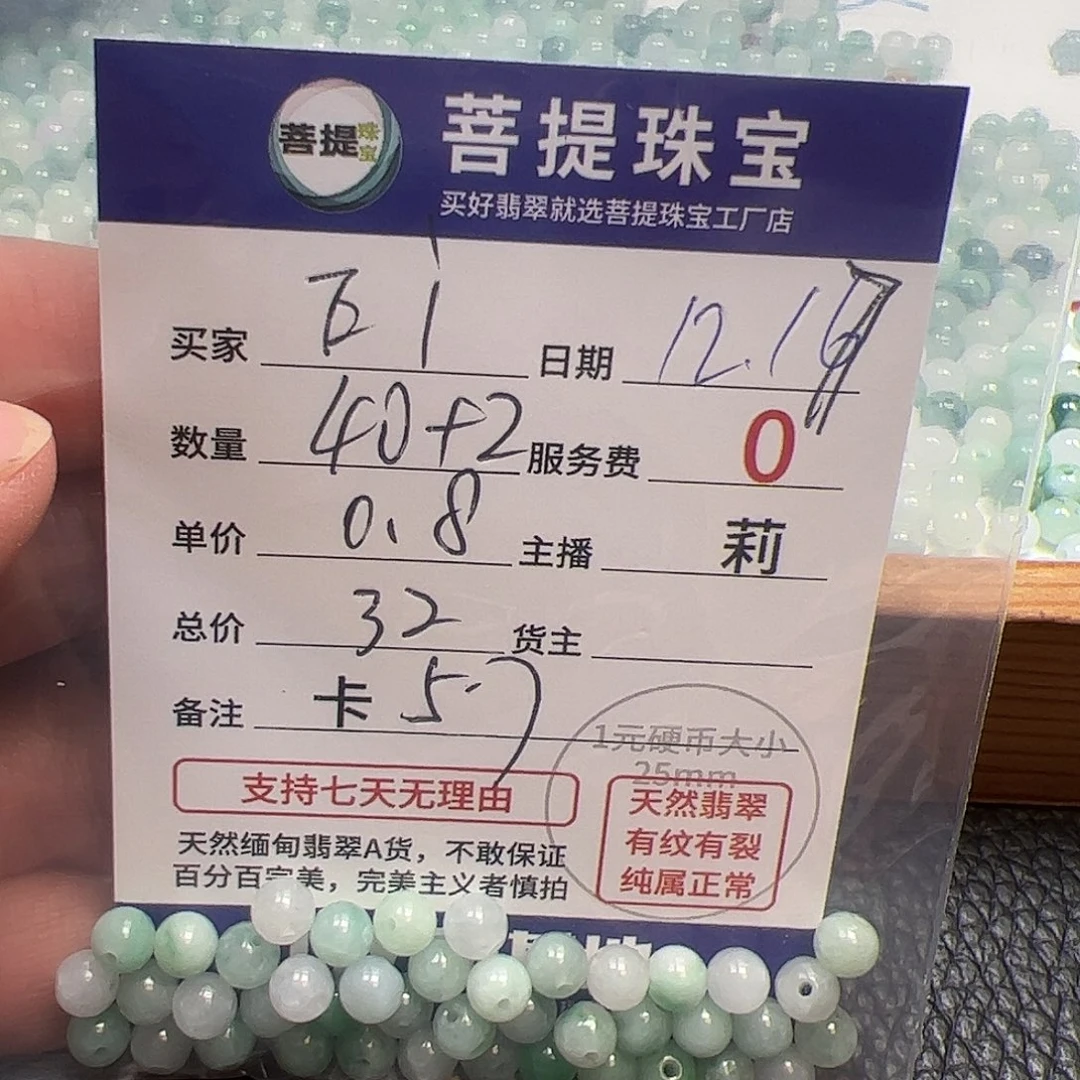 菩提珠宝
菩提珠宝
买好翡翠就选菩提珠宝工厂店
买家 日期 12.1
数量 40+2 服务费 0
单价 0.8 主播 莉
总价 32 货主
备注 卡 5.7
1元硬币大小
25mm
支持七天无理由
天然翡翠
有纹有裂
纯属正常
天然缅甸翡翠A货，不敢保证
百分百完美，完美主义者慎拍